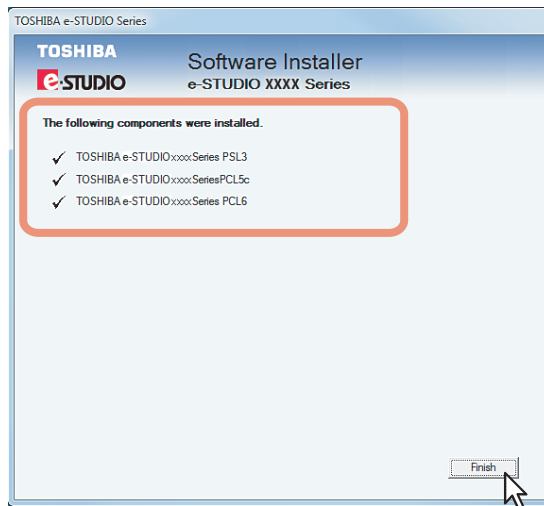 TOSHIBA e-STUDIO Series
TOSHIBA
e-STUDIO
Software Installer
e-STUDIO XXXX Series
The following components were installed.
TOSHIBA e-STUDIOxxxxSeries PSL3
TOSHIBA e-STUDIOxxxxSeriesPCL5c
TOSHIBA e-STUDIOxxxxSeries PCL6
Finish